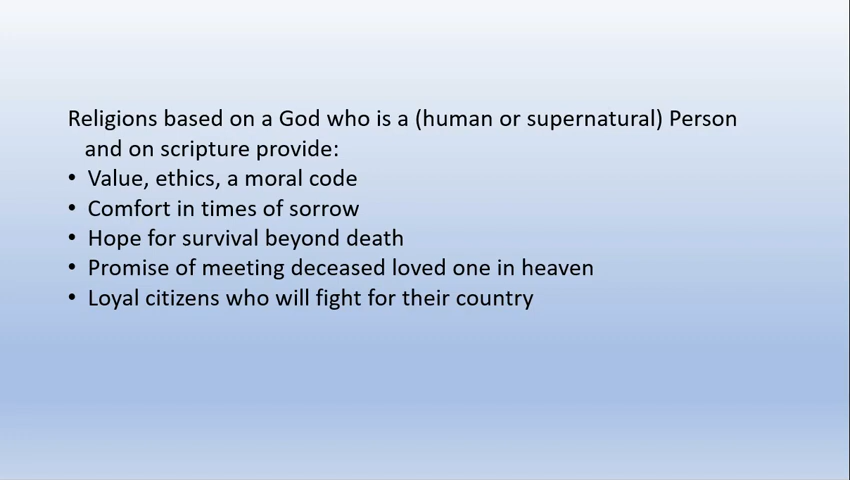 Religions based on a God who is a (human or supernatural) Person
and on scripture provide:
• Value, ethics, a moral code
• Comfort in times of sorrow
• Hope for survival beyond death
• Promise of meeting deceased loved one in heaven
• Loyal citizens who will fight for their country